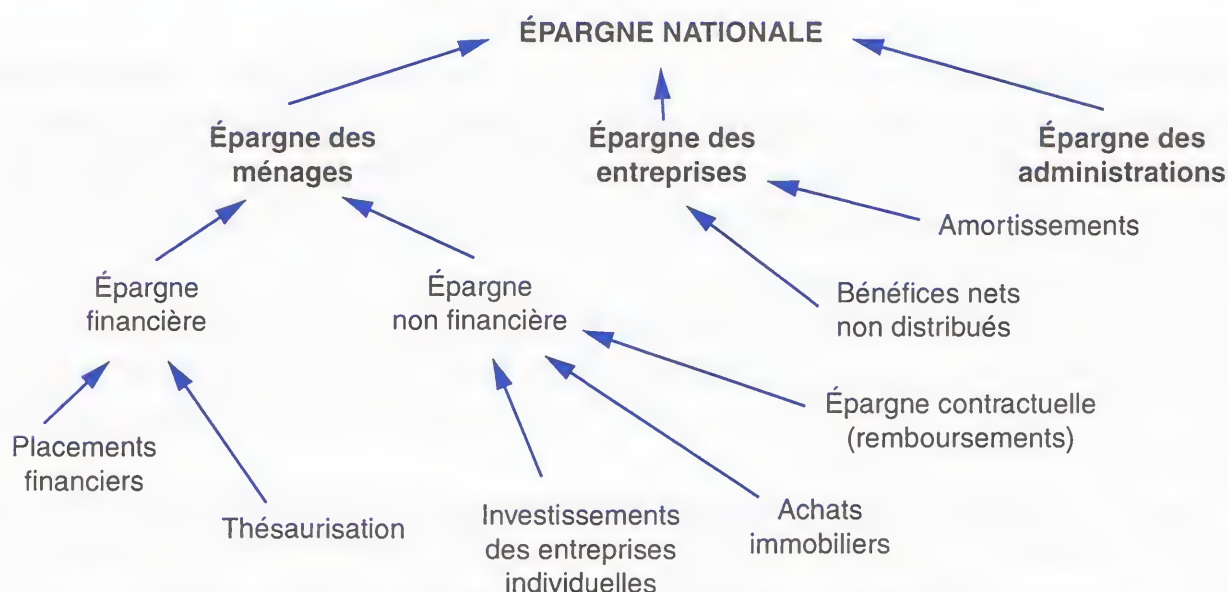 ÉPARGNE NATIONALE
Épargne des
ménages
Épargne des
entreprises
Épargne des
administrations
Amortissements
Épargne
financière
Épargne
non financière
Bénéfices nets
non distribués
Épargne contractuelle
(remboursements)
Placements
financiers
Thésaurisation
Investissements
des entreprises
individuelles
Achats
immobiliers